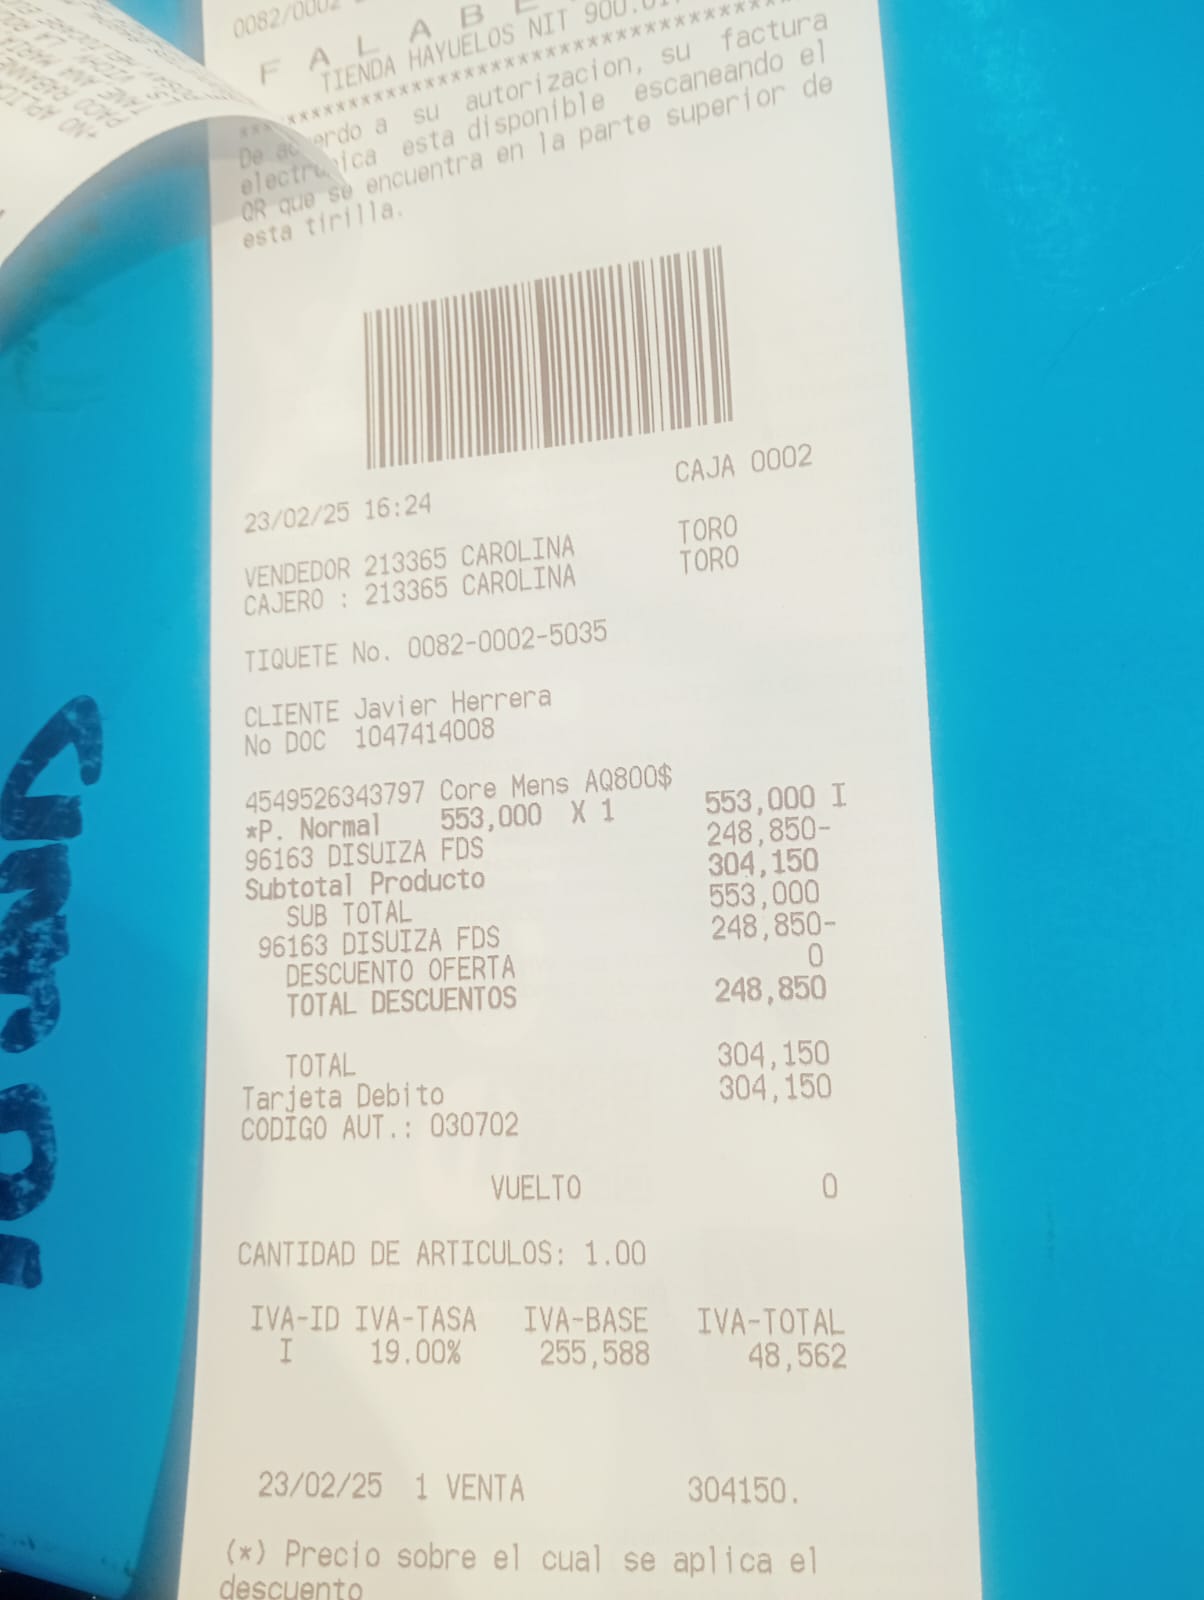 0082/0002
F A L A B E
TIENDA HAYUELOS NIT 900.01
****************************************
De acuerdo a su autorizacion, su factura
electronica esta disponible escaneando el
QR que se encuentra en la parte superior de
esta tirilla.
23/02/25 16:24 CAJA 0002
VENDEDOR 213365 CAROLINA TORO
CAJERO : 213365 CAROLINA TORO
TIQUETE No. 0082-0002-5035
CLIENTE Javier Herrera
No DOC 1047414008
4549526343797 Core Mens AQ800$
*P. Normal 553,000 X 1 553,000 I
96163 DISUIZA FDS 248,850-
Subtotal Producto 304,150
SUB TOTAL 553,000
96163 DISUIZA FDS 248,850-
DESCUENTO OFERTA 0
TOTAL DESCUENTOS 248,850
TOTAL 304,150
Tarjeta Debito 304,150
CODIGO AUT.: 030702
VUELTO 0
CANTIDAD DE ARTICULOS: 1.00
IVA-ID IVA-TASA IVA-BASE IVA-TOTAL
I 19.00% 255,588 48,562
23/02/25 1 VENTA 304150.
(*) Precio sobre el cual se aplica el
descuento